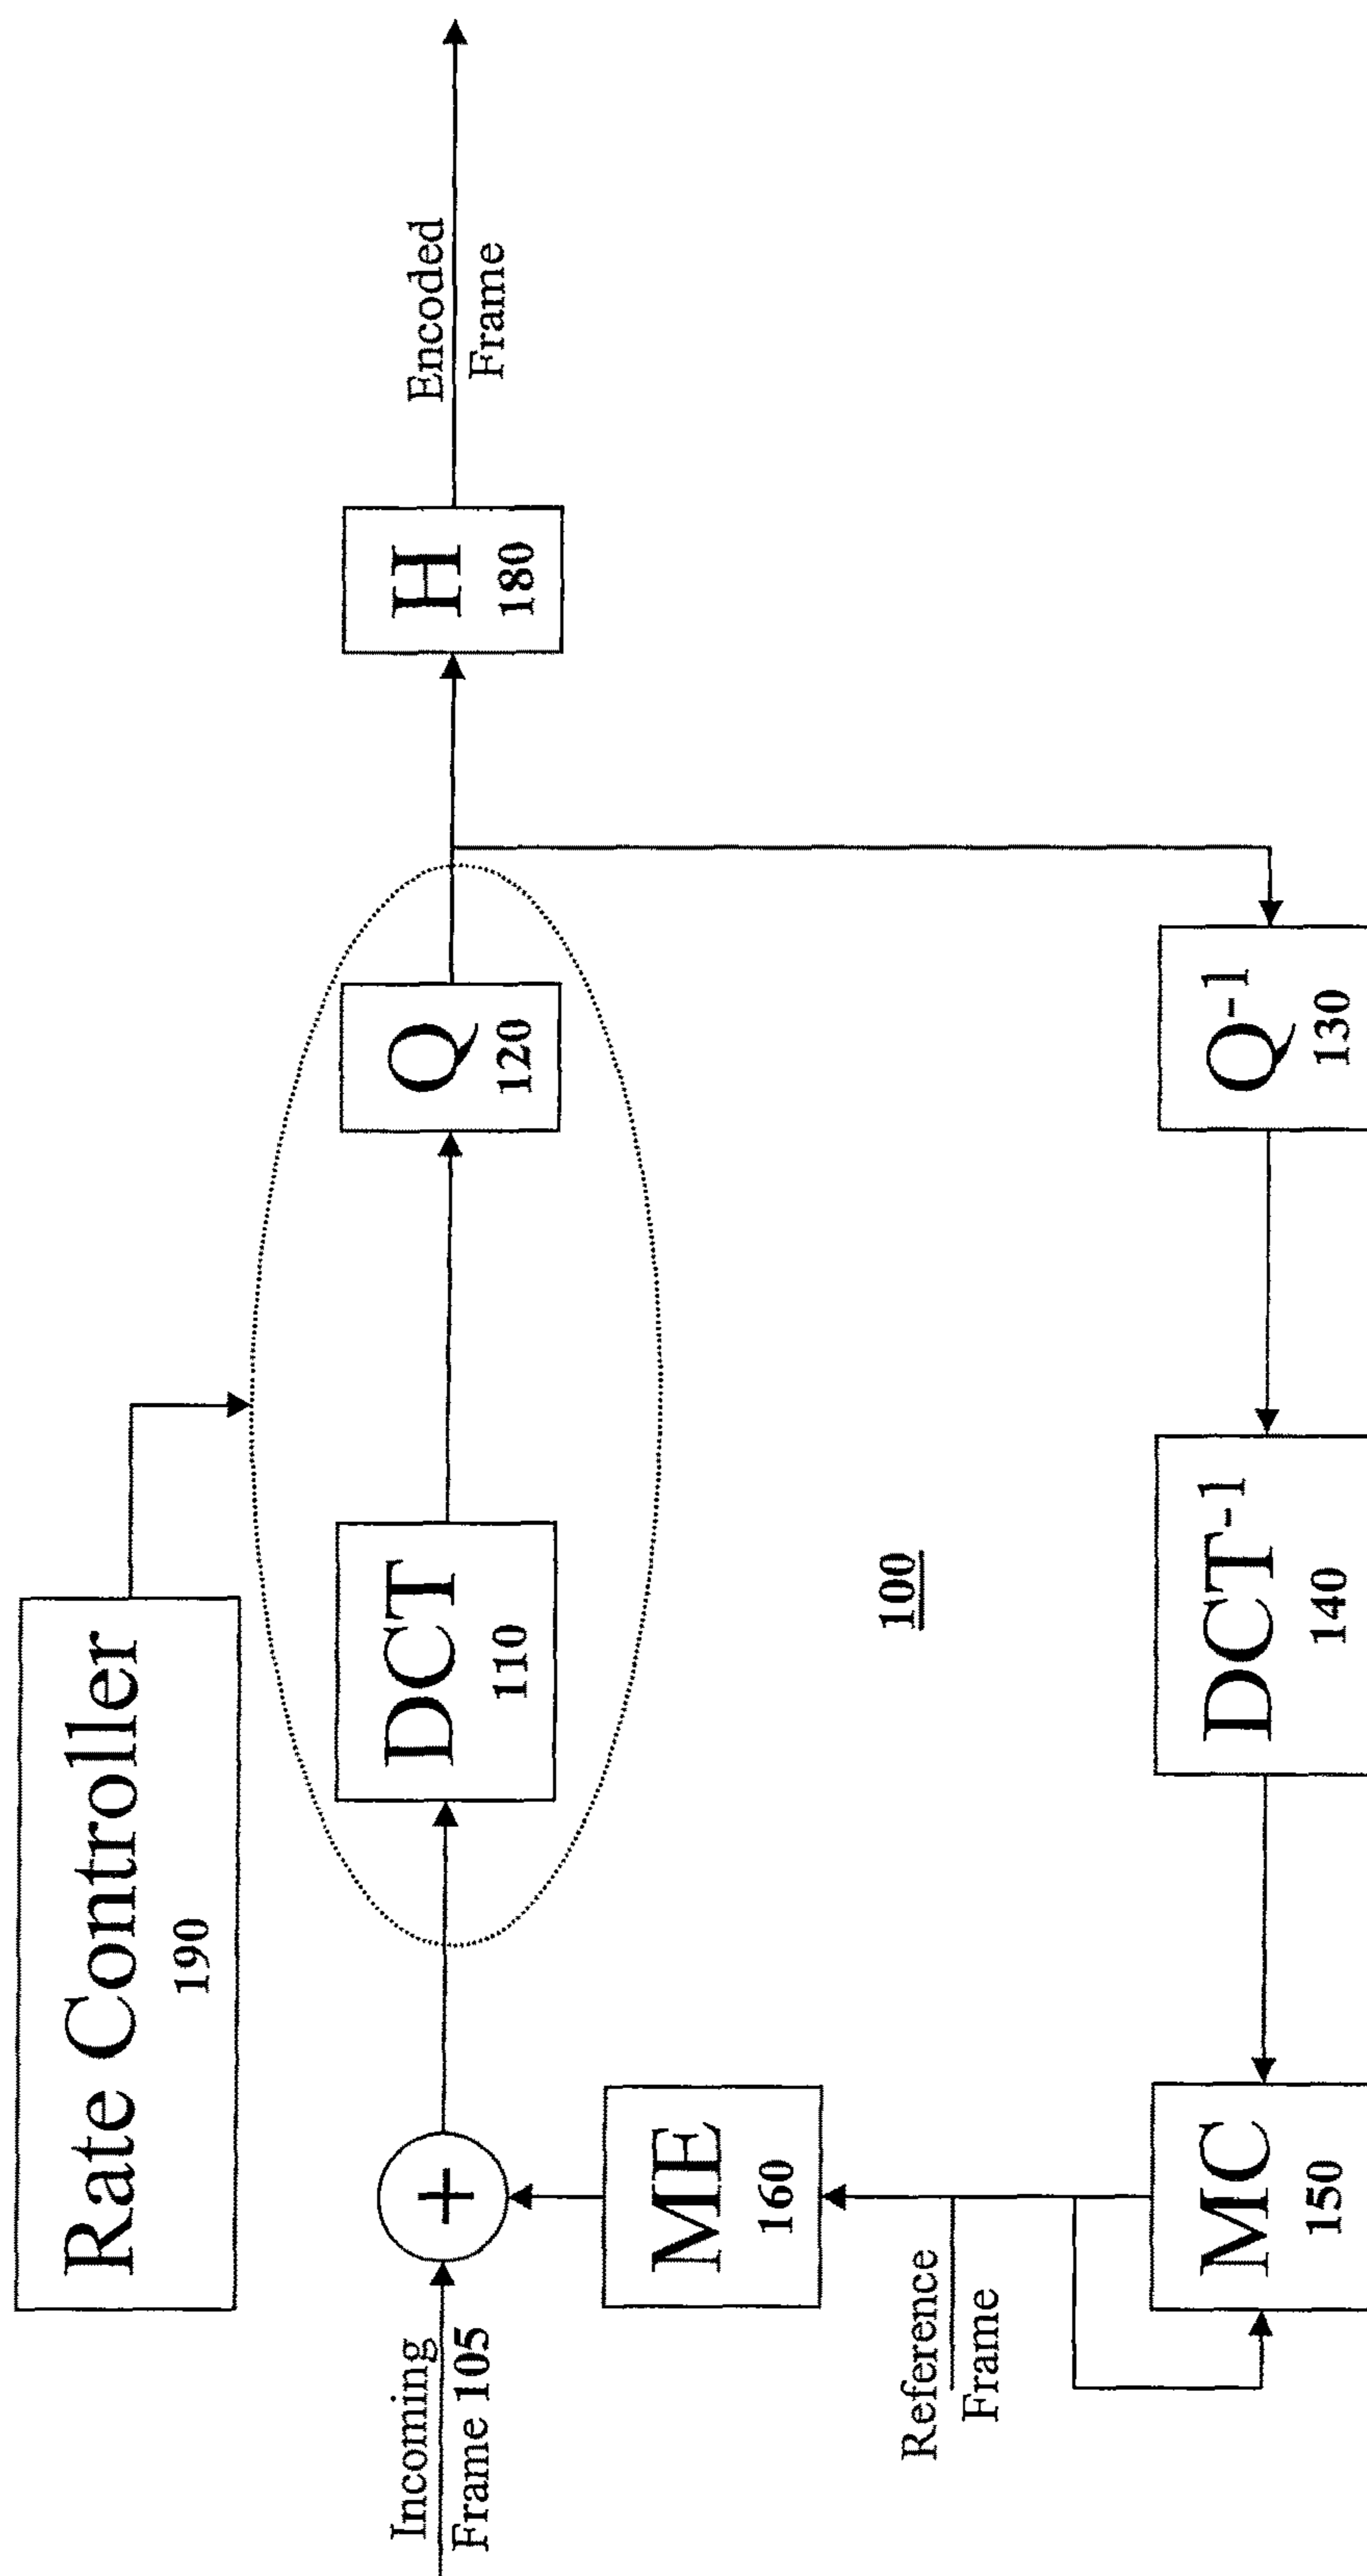 Rate Controller
190
Incoming
Frame 105
+
DCT
110
Q
120
H
180
Encoded
Frame
ME
160
Reference
Frame
100
MC
150
DCT-1
140
Q-1
130